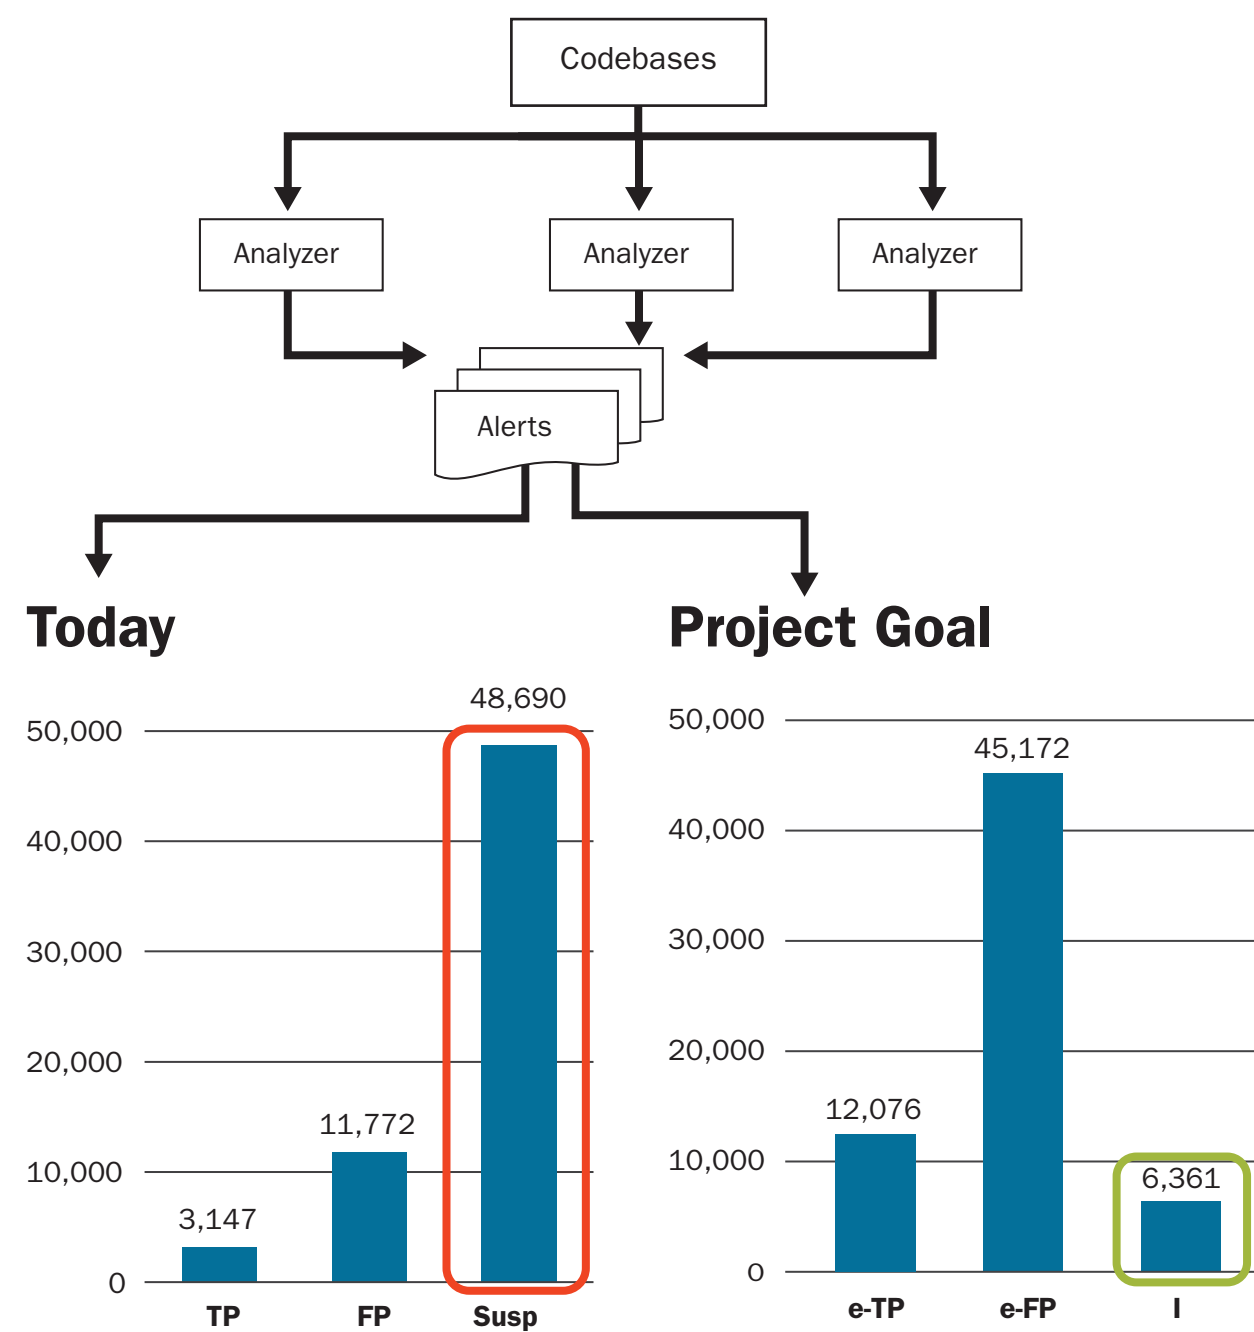 Codebases
Analyzer Analyzer Analyzer
Alerts
Today
48,690
50,000
40,000
30,000
20,000
11,772
10,000
3,147
0
TP FP Susp
Project Goal
50,000
45,172
40,000
30,000
20,000
12,076
10,000
6,361
0
e-TP e-FP I